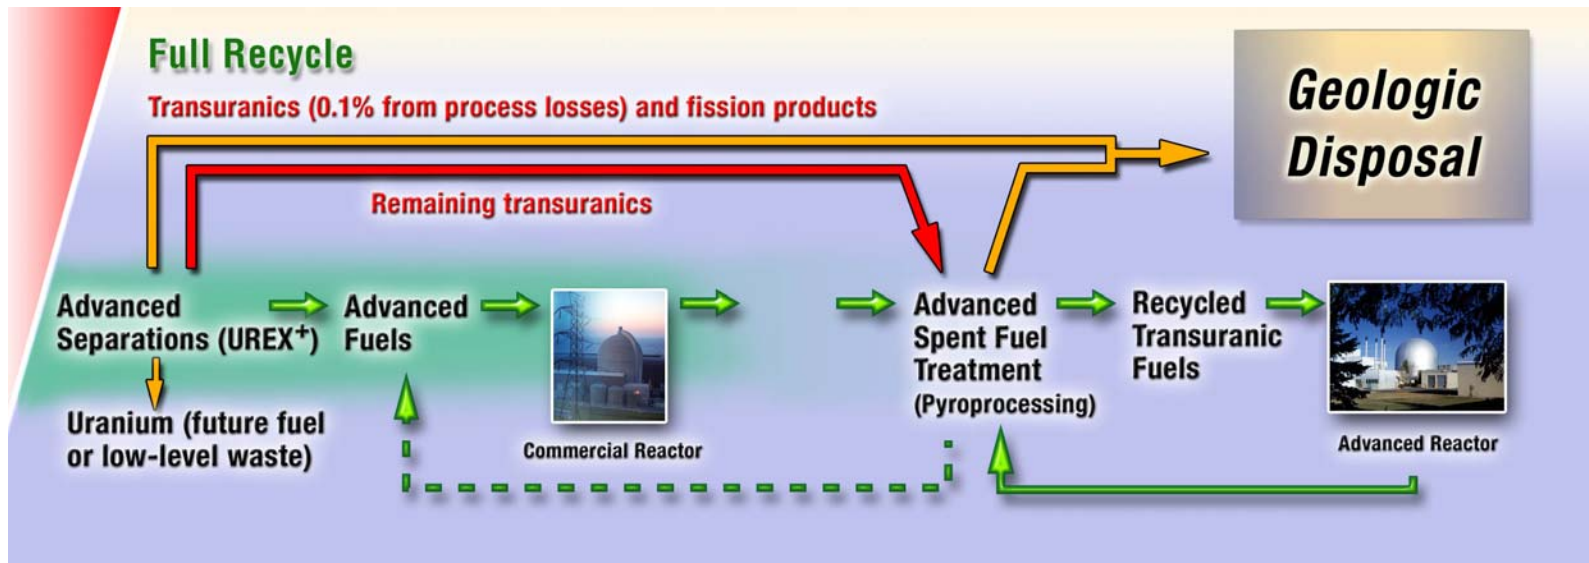 Full Recycle
Transuranics (0.1% from process losses) and fission products
Geologic
Disposal
Remaining transuranics
Advanced
Separations (UREX+)
Advanced
Fuels
Advanced
Spent Fuel
Treatment
(Pyroprocessing)
Recycled
Transuranic
Fuels
Uranium (future fuel
or low-level waste)
Commercial Reactor
Advanced Reactor